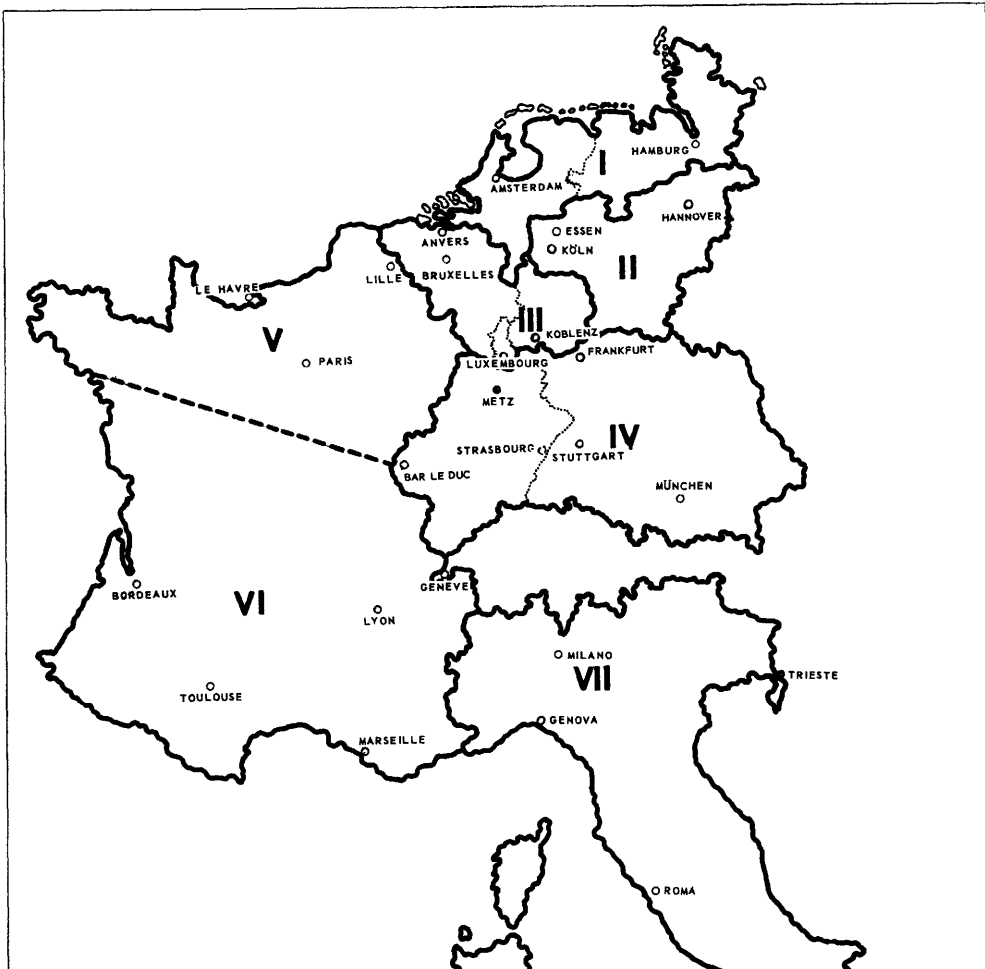 HAMBURG
I
AMSTERDAM
HANNOVER
ESSEN
ANVERS
KÖLN
II
LILLE
BRUXELLES
LE HAVRE
III
V
KOBLENZ
FRANKFURT
PARIS
LUXEMBOURG
METZ
IV
STRASBOURG
STUTTGART
BAR LE DUC
MÜNCHEN
GENÈVE
BORDEAUX
VI
LYON
MILANO
VII
TRIESTE
TOULOUSE
GENOVA
MARSEILLE
ROMA